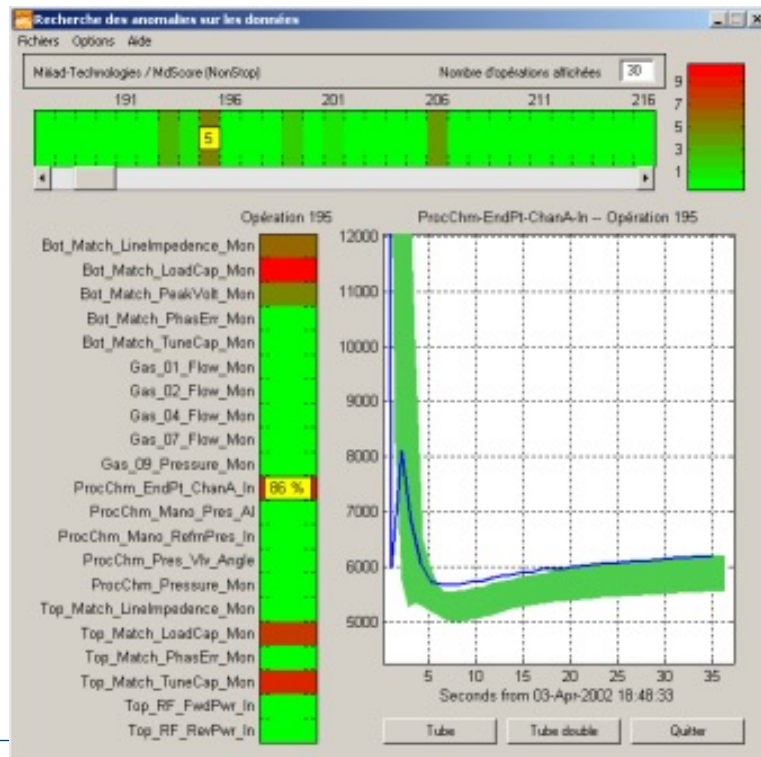 Recherche des anomalies sur les données
Fichiers Options Aide
Miriad-Technologies / MdScore (NonStop)
Nombre d'opérations affichées 30
191 196 201 206 211 216
5
9
7
5
3
1
Opération 195
Bot_Match_LineImpedence_Mon
Bot_Match_LoadCap_Mon
Bot_Match_PeakVolt_Mon
Bot_Match_PhasErr_Mon
Bot_Match_TuneCap_Mon
Gas_01_Flow_Mon
Gas_02_Flow_Mon
Gas_04_Flow_Mon
Gas_07_Flow_Mon
Gas_09_Pressure_Mon
ProcChm_EndPt_ChanA_In 86 %
ProcChm_Mano_Pres_AI
ProcChm_Mano_RefmPres_In
ProcChm_Pres_Vlv_Angle
ProcChm_Pressure_Mon
Top_Match_LineImpedence_Mon
Top_Match_LoadCap_Mon
Top_Match_PhasErr_Mon
Top_Match_TuneCap_Mon
Top_RF_FwdPwr_In
Top_RF_RevPwr_In
ProcChm-EndPt-ChanA-In -- Opération 195
12000
11000
10000
9000
8000
7000
6000
5000
5 10 15 20 25 30 35
Seconds from 03-Apr-2002 18:48:33
Tube Tube double Quitter